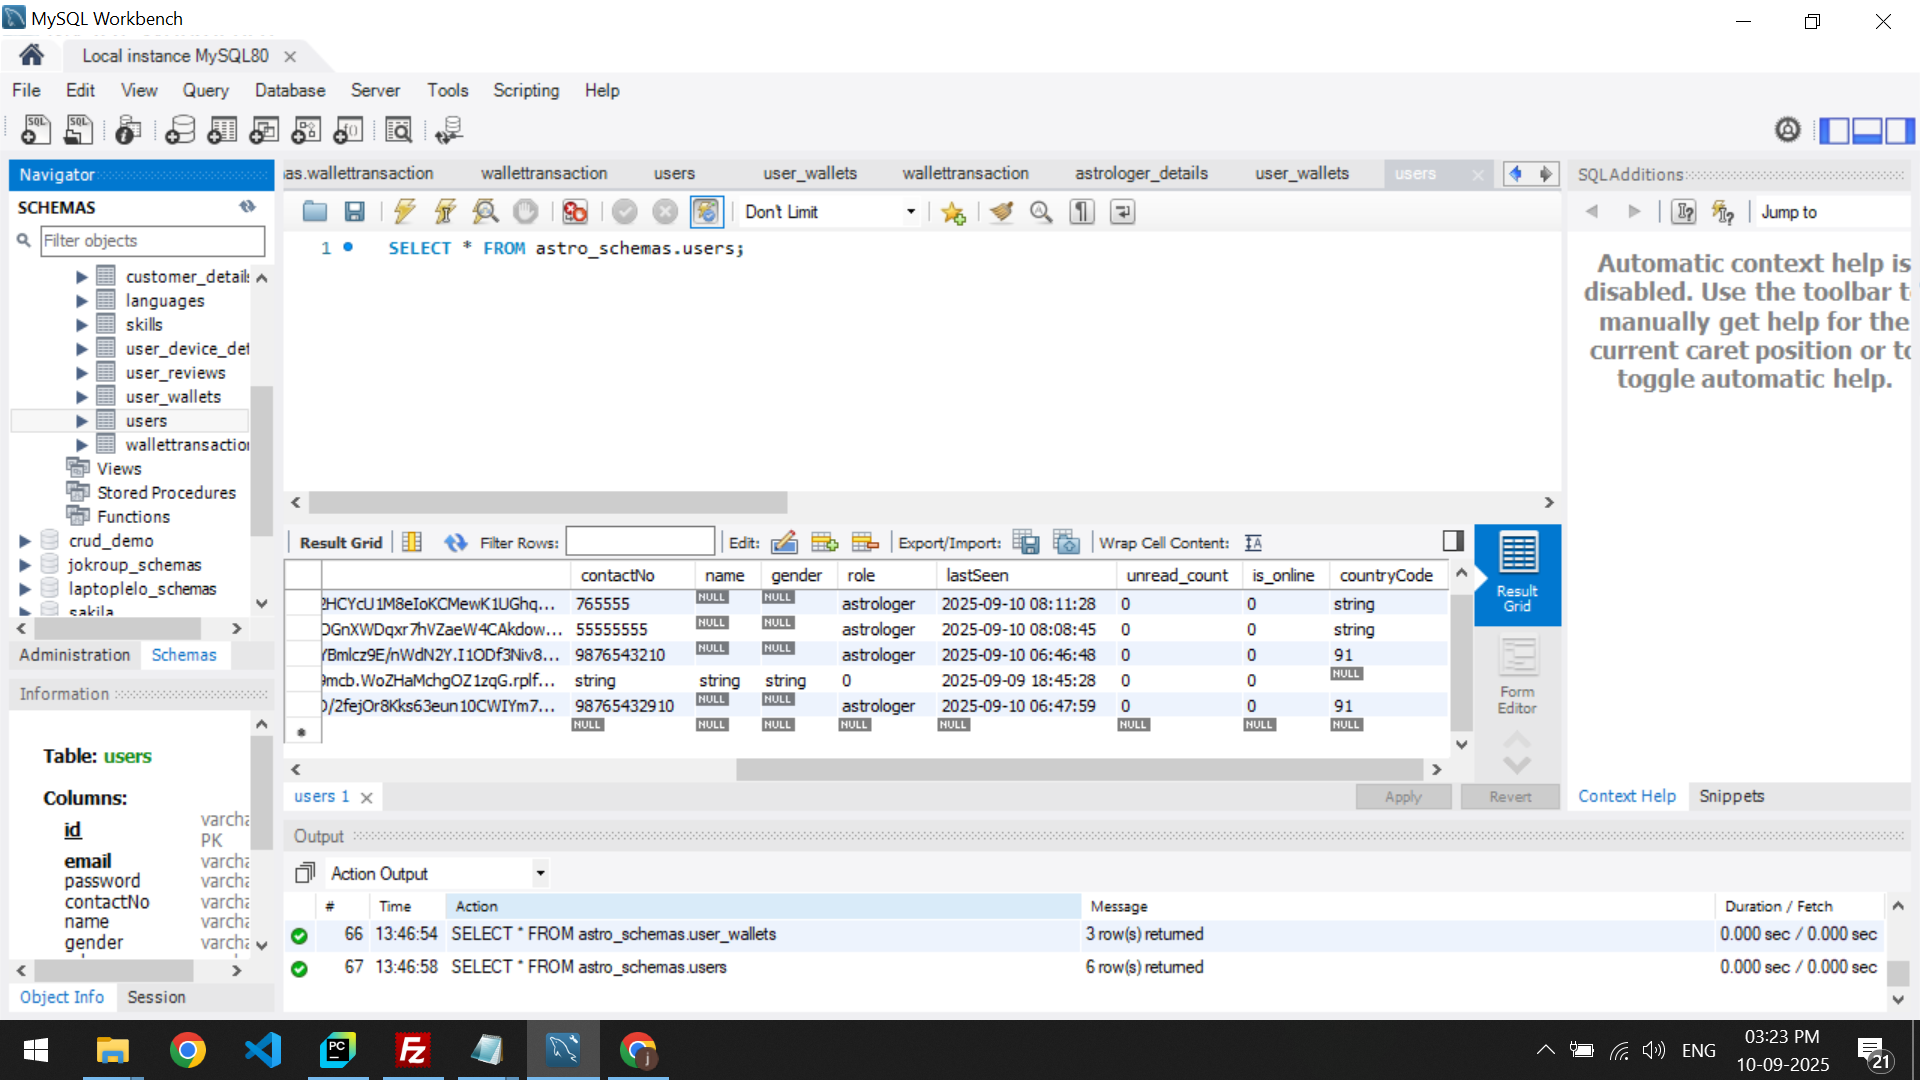 MySQL Workbench
Local instance MySQL80
File Edit View Query Database Server Tools Scripting Help
Navigator
SCHEMAS
Filter objects
customer_details
languages
skills
user_device_det
user_reviews
user_wallets
users
wallettransaction
Views
Stored Procedures
Functions
crud_demo
jokroup_schemas
laptoplelo_schemas
sakila
Administration Schemas
Information
Table: users
Columns:
id varcha
PK
email varcha
password varcha
contactNo varcha
name varcha
gender varcha
Object Info Session
as.wallettransaction wallettransaction users user_wallets wallettransaction astrologer_details user_wallets users
Don't Limit
1 SELECT * FROM astro_schemas.users;
Result Grid Filter Rows: Edit: Export/Import: Wrap Cell Content:
contactNo name gender role lastSeen unread_count is_online countryCode
2HCYcU1M8eIoKCMewK1UGhq... 765555 NULL NULL astrologer 2025-09-10 08:11:28 0 0 string
OGnXWDqxr7hVZaeW4CAkdow... 55555555 NULL NULL astrologer 2025-09-10 08:08:45 0 0 string
YBmlcz9E/nWdN2Y.I1ODf3Niv8... 9876543210 NULL NULL astrologer 2025-09-10 06:46:48 0 0 91
9mcb.WoZHaMchgOZ1zqG.rplf... string string string 0 2025-09-09 18:45:28 0 0 NULL
D/2fejOr8Kks63eun10CWIYm7... 98765432910 NULL NULL astrologer 2025-09-10 06:47:59 0 0 91
NULL NULL NULL NULL NULL NULL NULL NULL
Result
Grid
Form
Editor
users 1
Apply Revert
SQLAdditions
Jump to
Automatic context help is
disabled. Use the toolbar t
manually get help for the
current caret position or to
toggle automatic help.
Context Help Snippets
Output
Action Output
# Time Action Message Duration / Fetch
66 13:46:54 SELECT * FROM astro_schemas.user_wallets 3 row(s) returned 0.000 sec / 0.000 sec
67 13:46:58 SELECT * FROM astro_schemas.users 6 row(s) returned 0.000 sec / 0.000 sec
ENG
03:23 PM
10-09-2025
21